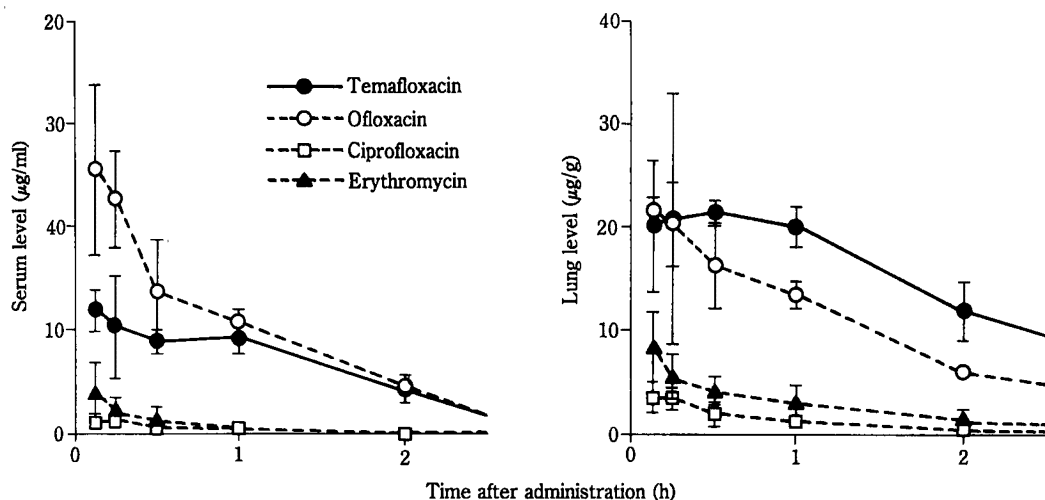 20
30
40
10
0
Serum level (μg/ml)
0
1
2
Temafloxacin
Ofloxacin
Ciprofloxacin
Erythromycin
40
30
20
10
0
Lung level (μg/g)
0
1
2
Time after administration (h)